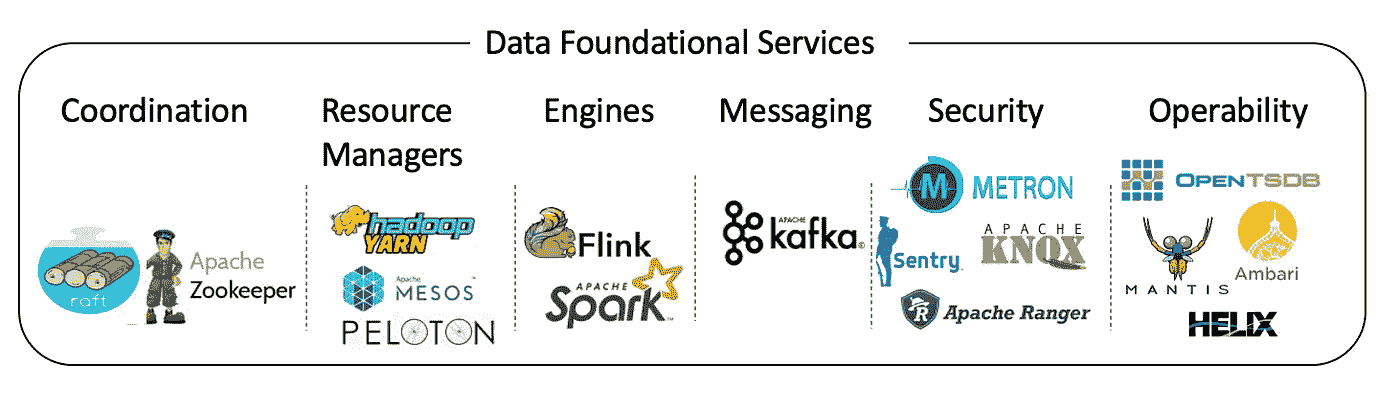 Data Foundational Services
Coordination
Resource
Managers
Engines
Messaging
Security
Operability
raft
Apache
Zookeeper
hadoop
YARN
Apache
MESOS
PELOTON
Flink
APACHE
Spark
APACHE
kafka
M METRON
Sentry
APACHE
KNOX
R Apache Ranger
OPENTSDB
MANTIS
Ambari
HELIX